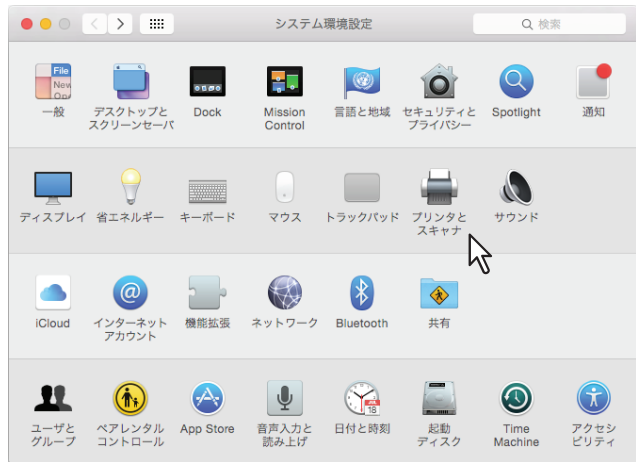 システム環境設定
検索
File
New
一般
デスクトップと
スクリーンセーバ
Dock
Mission
Control
言語と地域
セキュリティと
プライバシー
Spotlight
通知
ディスプレイ
省エネルギー
キーボード
マウス
トラックパッド
プリンタと
スキャナ
サウンド
iCloud
インターネット
アカウント
機能拡張
ネットワーク
Bluetooth
共有
ユーザと
グループ
ペアレンタル
コントロール
App Store
音声入力と
読み上げ
18
日付と時刻
起動
ディスク
Time
Machine
アクセシ
ビリティ